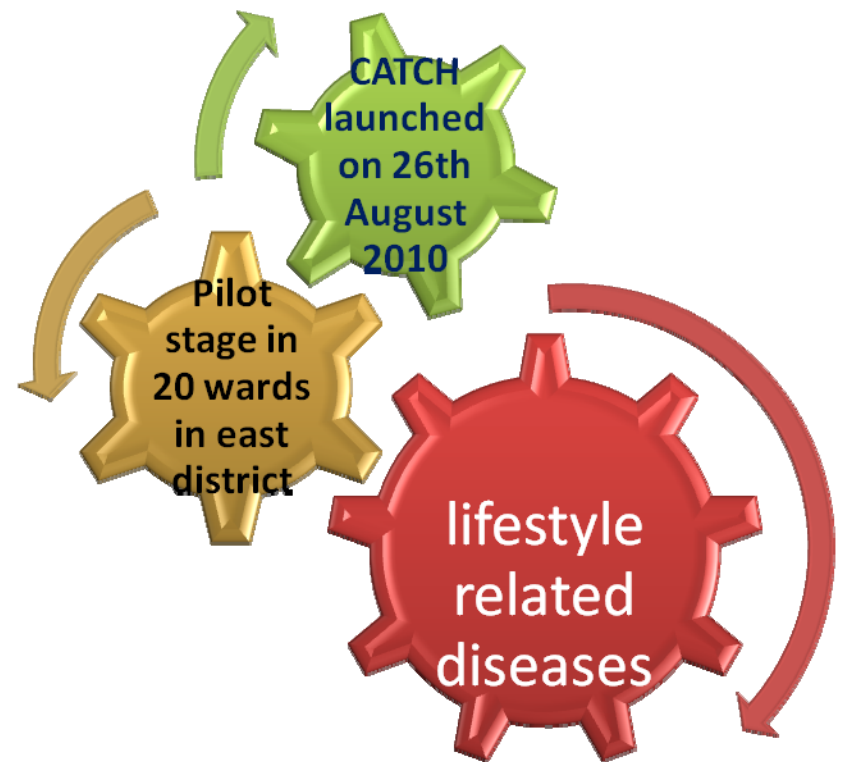 CATCH
launched
on 26th
August
2010
Pilot
stage in
20 wards
in east
district
lifestyle
related
diseases